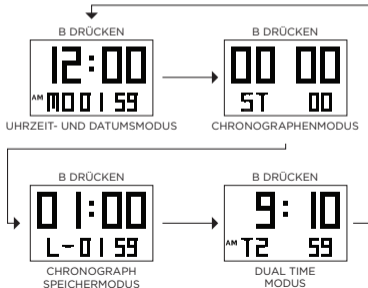 B DRÜCKEN
12:00
AM MO 01 59
UHRZEIT- UND DATUMSMODUS
B DRÜCKEN
00 00
ST 00
CHRONOGRAPHENMODUS
B DRÜCKEN
01:00
L-01 59
CHRONOGRAPH
SPEICHERMODUS
B DRÜCKEN
9:10
AM T2 59
DUAL TIME
MODUS